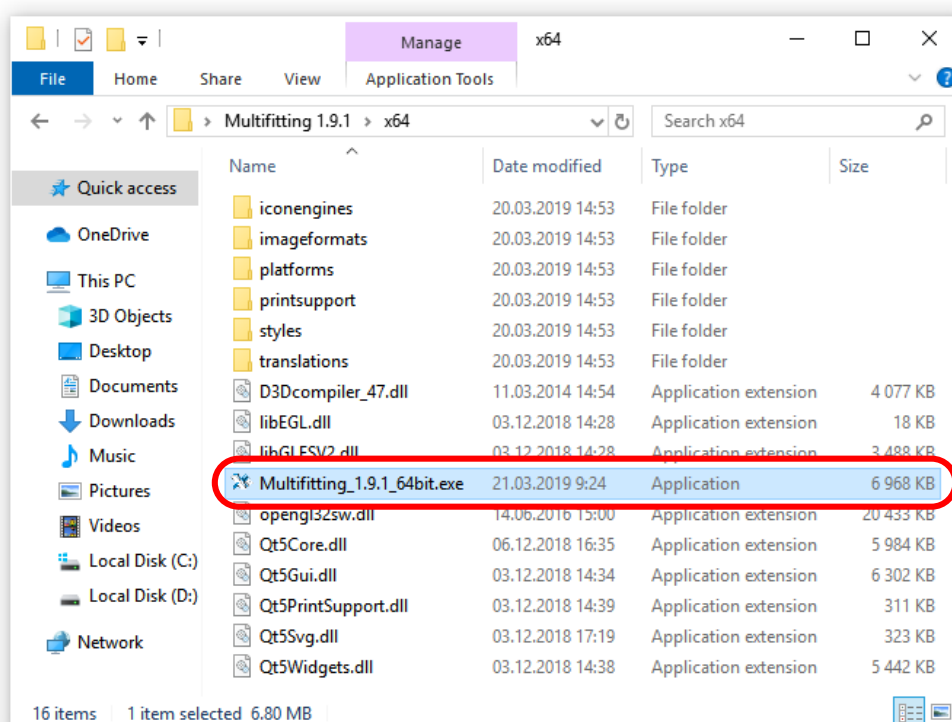 Manage x64
File Home Share View Application Tools
Multifitting 1.9.1 > x64 Search x64
Name Date modified Type Size
Quick access
OneDrive
This PC
3D Objects
Desktop
Documents
Downloads
Music
Pictures
Videos
Local Disk (C:)
Local Disk (D:)
Network
iconengines 20.03.2019 14:53 File folder
imageformats 20.03.2019 14:53 File folder
platforms 20.03.2019 14:53 File folder
printsupport 20.03.2019 14:53 File folder
styles 20.03.2019 14:53 File folder
translations 20.03.2019 14:53 File folder
D3Dcompiler_47.dll 11.03.2014 14:54 Application extension 4 077 KB
libEGL.dll 03.12.2018 14:28 Application extension 18 KB
libGLESV2.dll 03.12.2018 14:28 Application extension 3 488 KB
Multifitting_1.9.1_64bit.exe 21.03.2019 9:24 Application 6 968 KB
opengl32sw.dll 14.06.2016 15:00 Application extension 20 433 KB
Qt5Core.dll 06.12.2018 16:35 Application extension 5 984 KB
Qt5Gui.dll 03.12.2018 14:34 Application extension 6 302 KB
Qt5PrintSupport.dll 03.12.2018 14:39 Application extension 311 KB
Qt5Svg.dll 03.12.2018 17:19 Application extension 323 KB
Qt5Widgets.dll 03.12.2018 14:38 Application extension 5 442 KB
16 items 1 item selected 6.80 MB